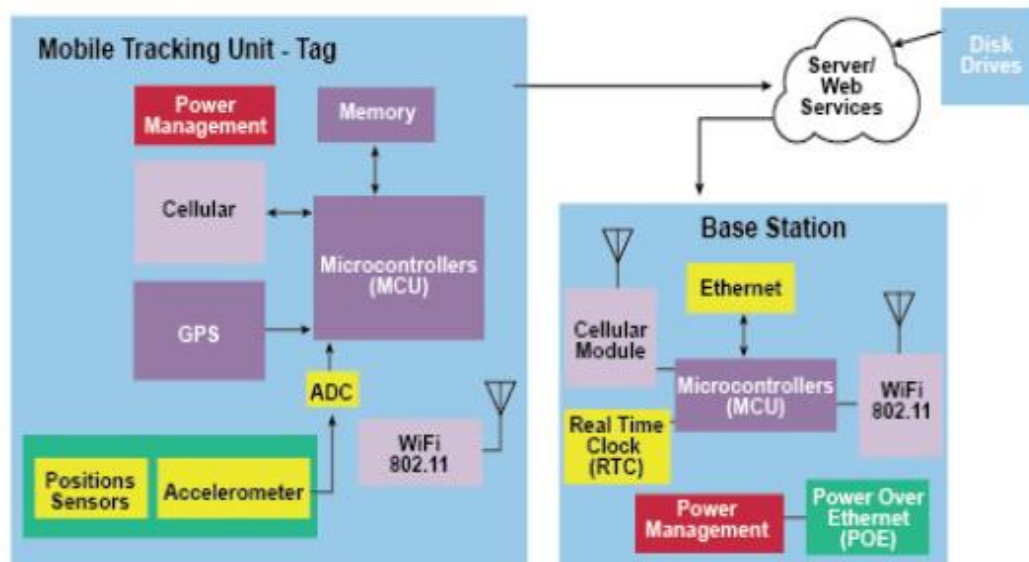 Mobile Tracking Unit - Tag
Power
Management
Memory
Cellular
Microcontrollers
(MCU)
GPS
ADC
WiFi
802.11
Positions
Sensors
Accelerometer
Server/
Web
Services
Disk
Drives
Base Station
Ethernet
Cellular
Module
Microcontrollers
(MCU)
WiFi
802.11
Real Time
Clock
(RTC)
Power
Management
Power Over
Ethernet
(POE)